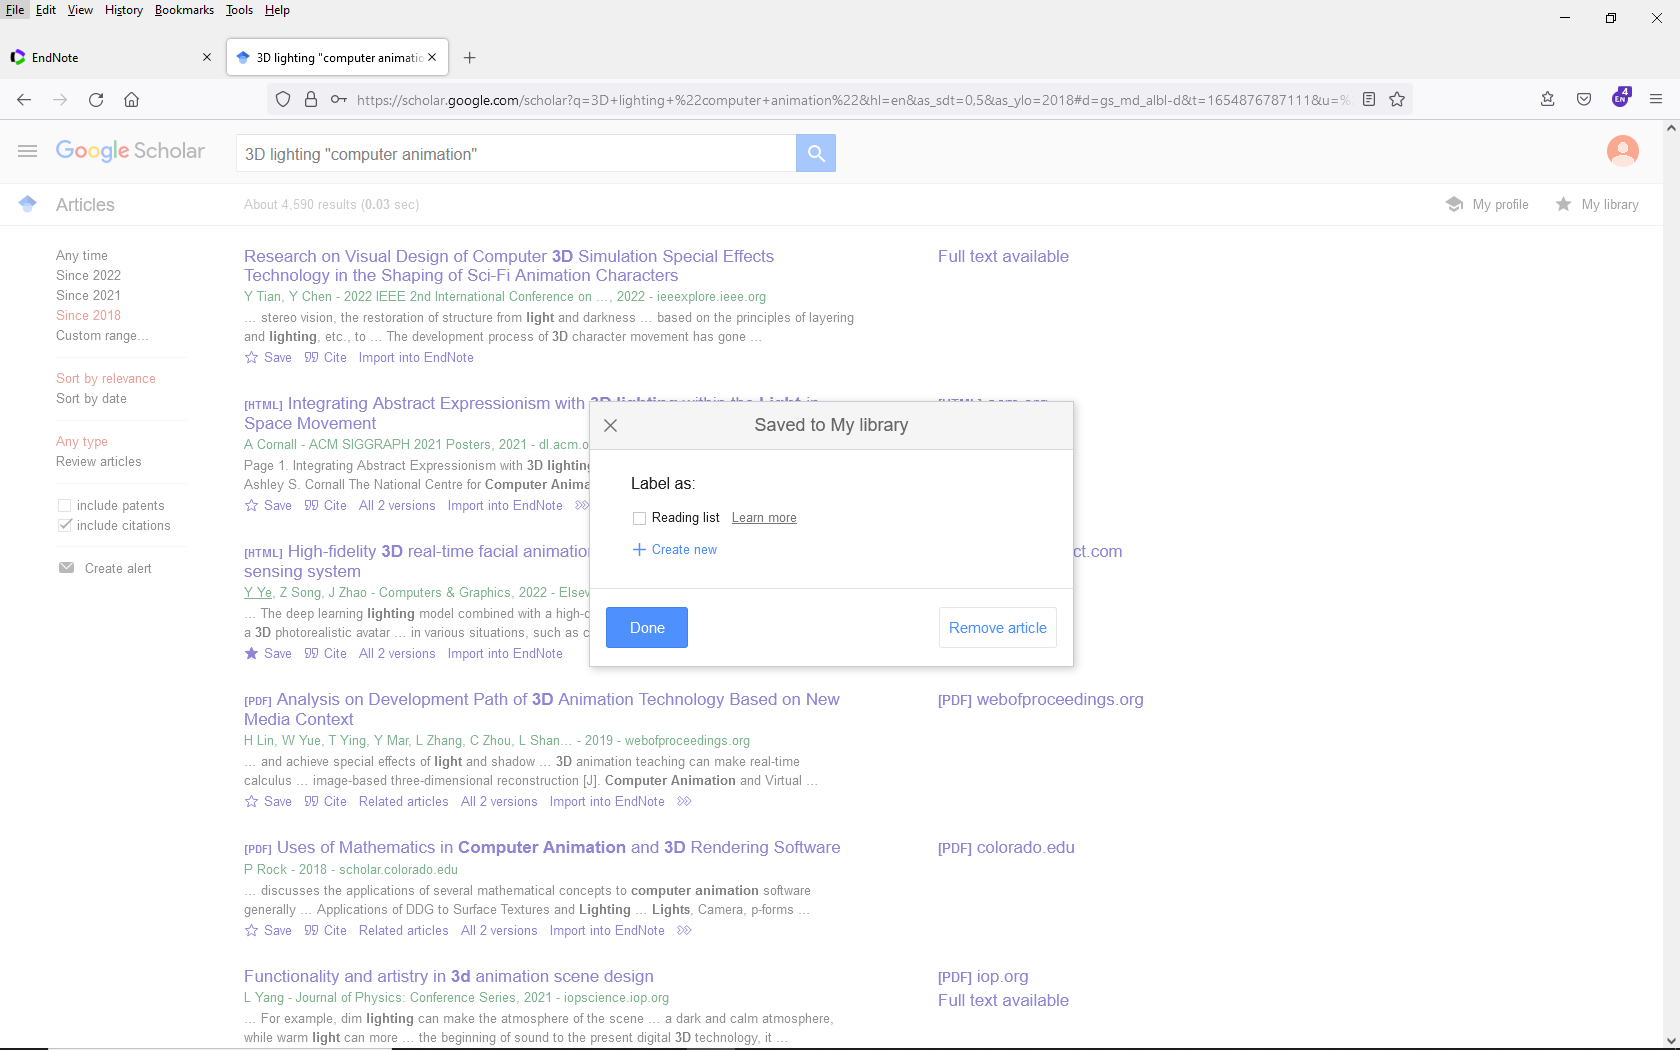 File Edit View History Bookmarks Tools Help
EndNote
3D lighting "computer animatio
https://scholar.google.com/scholar?q=3D+lighting+%22computer+animation%22&hl=en&as_sdt=0,5&as_ylo=2018#d=gs_md_albl-d&t=1654876787111&u=%
EN 4
Google Scholar
3D lighting "computer animation"
Articles
About 4,590 results (0.03 sec)
My profile My library
Any time
Since 2022
Since 2021
Since 2018
Custom range...
Sort by relevance
Sort by date
Any type
Review articles
include patents
include citations
Create alert
Research on Visual Design of Computer 3D Simulation Special Effects
Technology in the Shaping of Sci-Fi Animation Characters
Y Tian, Y Chen - 2022 IEEE 2nd International Conference on …, 2022 - ieeexplore.ieee.org
… stereo vision, the restoration of structure from light and darkness … based on the principles of layering
and lighting, etc., to … The development process of 3D character movement has gone …
Save Cite Import into EndNote
Full text available
[HTML] Integrating Abstract Expressionism with 3D lighting within the Light in
Space Movement
A Cornall - ACM SIGGRAPH 2021 Posters, 2021 - dl.acm.o
Page 1. Integrating Abstract Expressionism with 3D lighting
Ashley S. Cornall The National Centre for Computer Anima
Save Cite All 2 versions Import into EndNote
[HTML] High-fidelity 3D real-time facial animation
sensing system
Y Ye, Z Song, J Zhao - Computers & Graphics, 2022 - Elsev
… The deep learning lighting model combined with a high-d
a 3D photorealistic avatar … in various situations, such as c
Save Cite All 2 versions Import into EndNote
ct.com
Saved to My library
Label as:
Reading list Learn more
Create new
Done Remove article
[PDF] Analysis on Development Path of 3D Animation Technology Based on New
Media Context
H Lin, W Yue, T Ying, Y Mar, L Zhang, C Zhou, L Shan… - 2019 - webofproceedings.org
… and achieve special effects of light and shadow … 3D animation teaching can make real-time
calculus … image-based three-dimensional reconstruction [J]. Computer Animation and Virtual …
Save Cite Related articles All 2 versions Import into EndNote
[PDF] webofproceedings.org
[PDF] Uses of Mathematics in Computer Animation and 3D Rendering Software
P Rock - 2018 - scholar.colorado.edu
… discusses the applications of several mathematical concepts to computer animation software
generally … Applications of DDG to Surface Textures and Lighting … Lights, Camera, p-forms …
Save Cite Related articles All 2 versions Import into EndNote
[PDF] colorado.edu
Functionality and artistry in 3d animation scene design
L Yang - Journal of Physics: Conference Series, 2021 - iopscience.iop.org
… For example, dim lighting can make the atmosphere of the scene … a dark and calm atmosphere,
while warm light can more … the beginning of sound to the present digital 3D technology, it …
[PDF] iop.org
Full text available